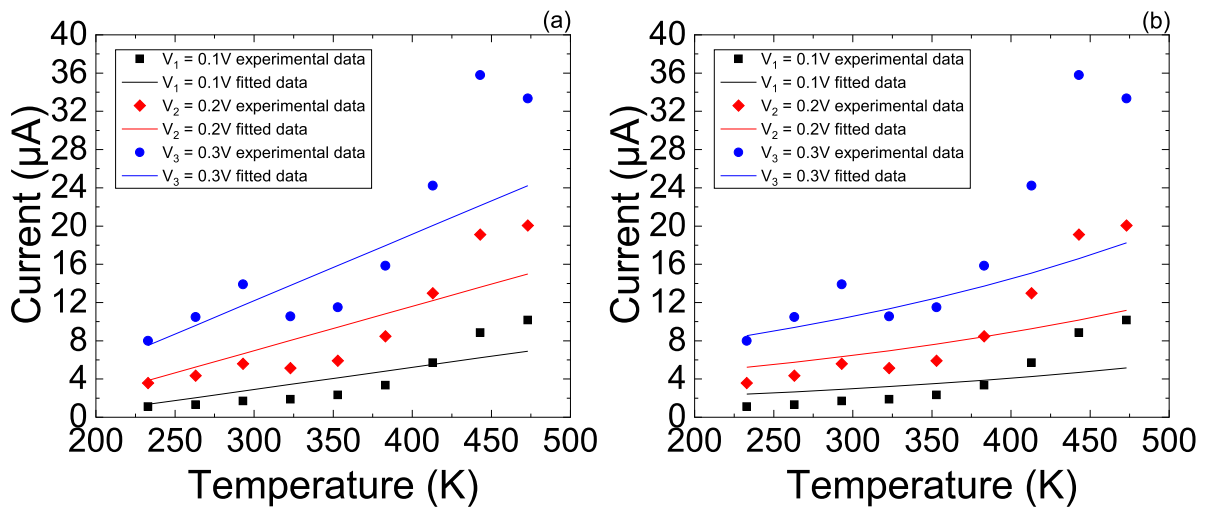 (a)
40
36
32
28
24
20
16
12
8
4
0
Current (μA)
V1 = 0.1V experimental data
V1 = 0.1V fitted data
V2 = 0.2V experimental data
V2 = 0.2V fitted data
V3 = 0.3V experimental data
V3 = 0.3V fitted data
200 250 300 350 400 450 500
Temperature (K)
(b)
40
36
32
28
24
20
16
12
8
4
0
Current (μA)
V1 = 0.1V experimental data
V1 = 0.1V fitted data
V2 = 0.2V experimental data
V2 = 0.2V fitted data
V3 = 0.3V experimental data
V3 = 0.3V fitted data
200 250 300 350 400 450 500
Temperature (K)